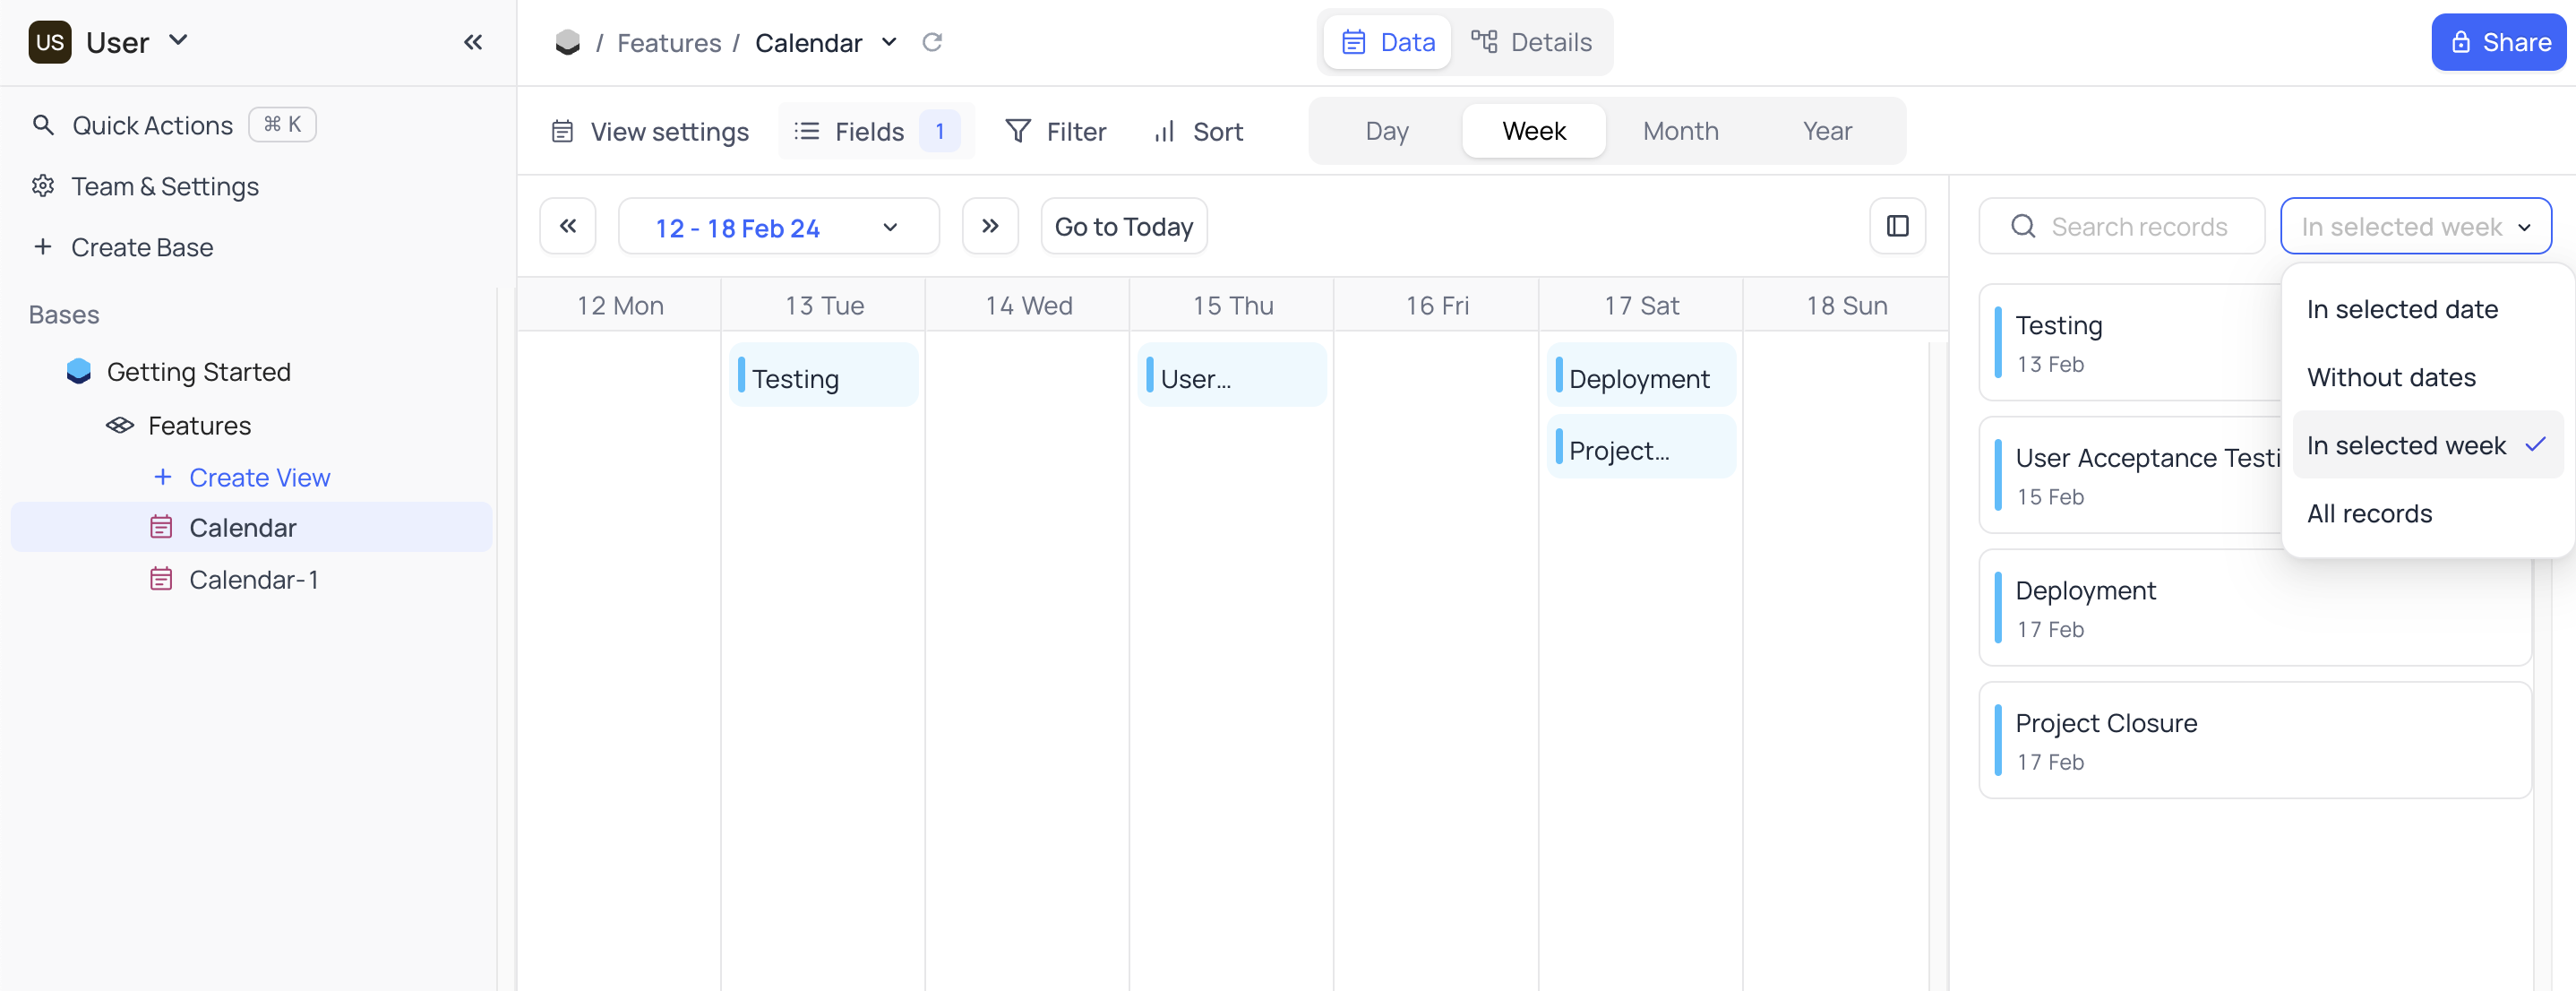 US User
Quick Actions ⌘ K
Team & Settings
Create Base
Bases
Getting Started
Features
Create View
Calendar
Calendar-1
/ Features / Calendar
Data Details
Share
View settings Fields 1 Filter Sort
Day Week Month Year
12 - 18 Feb 24
Go to Today
12 Mon 13 Tue 14 Wed 15 Thu 16 Fri 17 Sat 18 Sun
Testing User... Deployment
Project...
Search records In selected week
In selected date
Without dates
In selected week
All records
Testing
13 Feb
User Acceptance Testi
15 Feb
Deployment
17 Feb
Project Closure
17 Feb